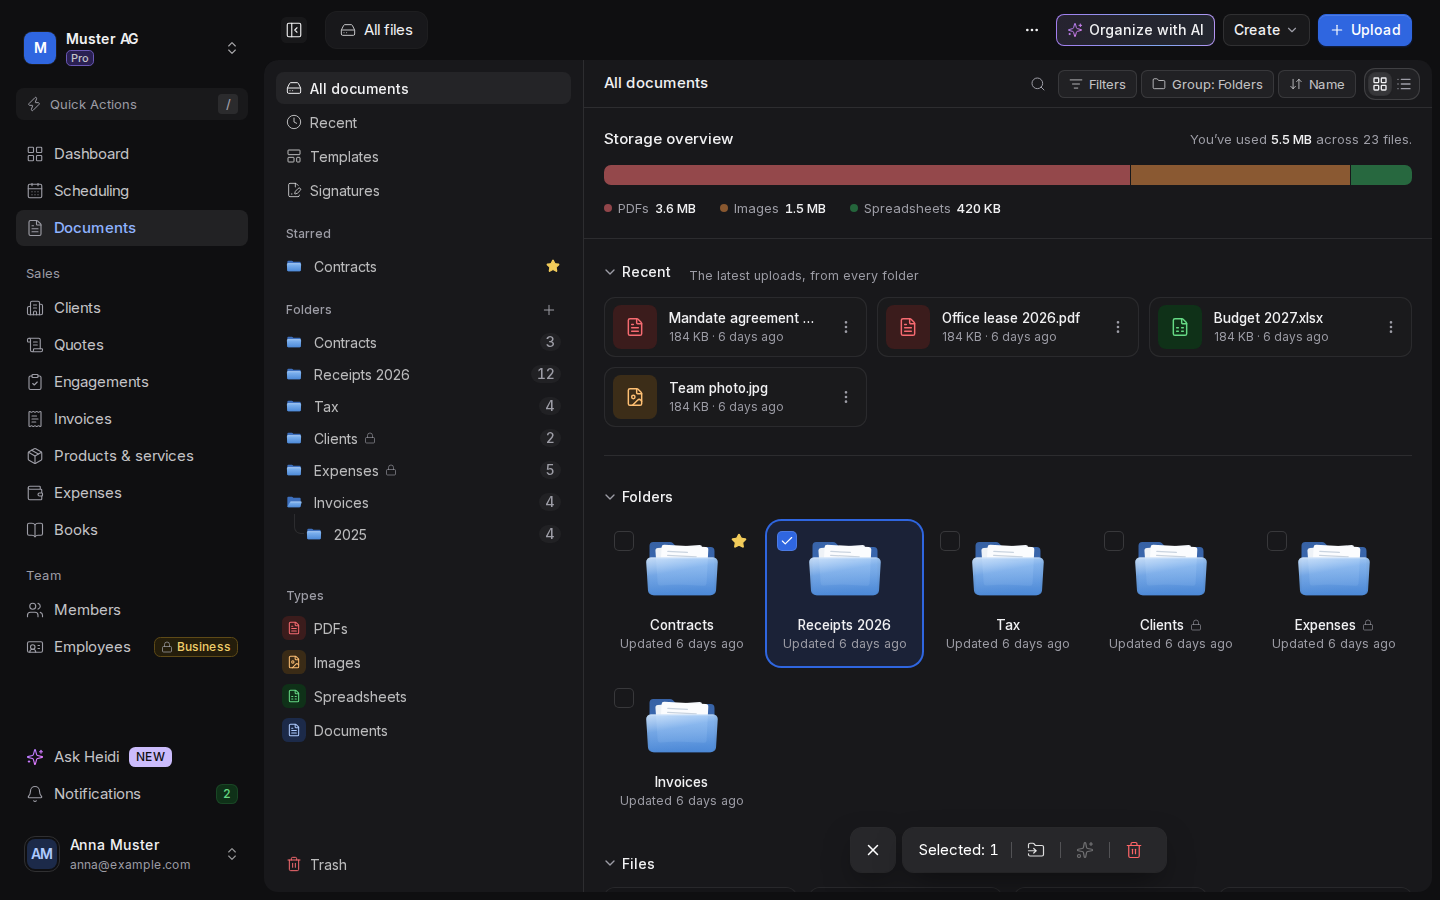 M
Muster AG
Pro
Quick Actions
/
Dashboard
Scheduling
Documents
Sales
Clients
Quotes
Engagements
Invoices
Products & services
Expenses
Books
Team
Members
Employees
Business
Ask Heidi
NEW
Notifications
2
AM
Anna Muster
anna@example.com
All files
Organize with AI
Create
Upload
All documents
Recent
Templates
Signatures
Starred
Contracts
Folders
Contracts
3
Receipts 2026
12
Tax
4
Clients
2
Expenses
5
Invoices
4
2025
4
Types
PDFs
Images
Spreadsheets
Documents
Trash
All documents
Filters
Group: Folders
Name
Storage overview
You've used 5.5 MB across 23 files.
PDFs 3.6 MB
Images 1.5 MB
Spreadsheets 420 KB
Recent
The latest uploads, from every folder
Mandate agreement ...
184 KB · 6 days ago
Office lease 2026.pdf
184 KB · 6 days ago
Budget 2027.xlsx
184 KB · 6 days ago
Team photo.jpg
184 KB · 6 days ago
Folders
Contracts
Updated 6 days ago
Receipts 2026
Updated 6 days ago
Tax
Updated 6 days ago
Clients
Updated 6 days ago
Expenses
Updated 6 days ago
Invoices
Updated 6 days ago
Files
Selected: 1